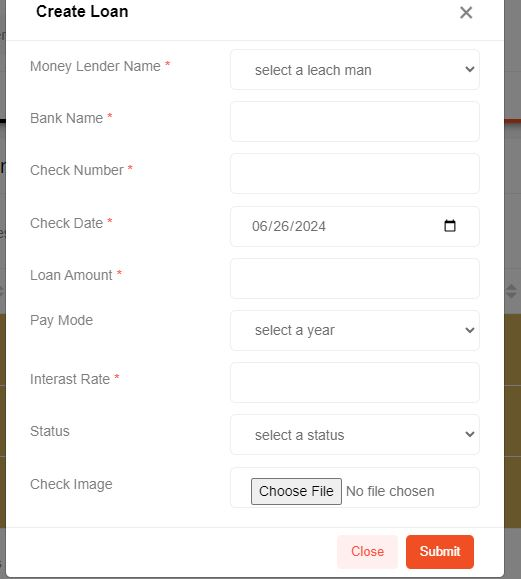 Create Loan ×
Money Lender Name * select a leach man
Bank Name *
Check Number *
Check Date * 06/26/2024
Loan Amount *
Pay Mode select a year
Interast Rate *
Status select a status
Check Image Choose File No file chosen
Close Submit